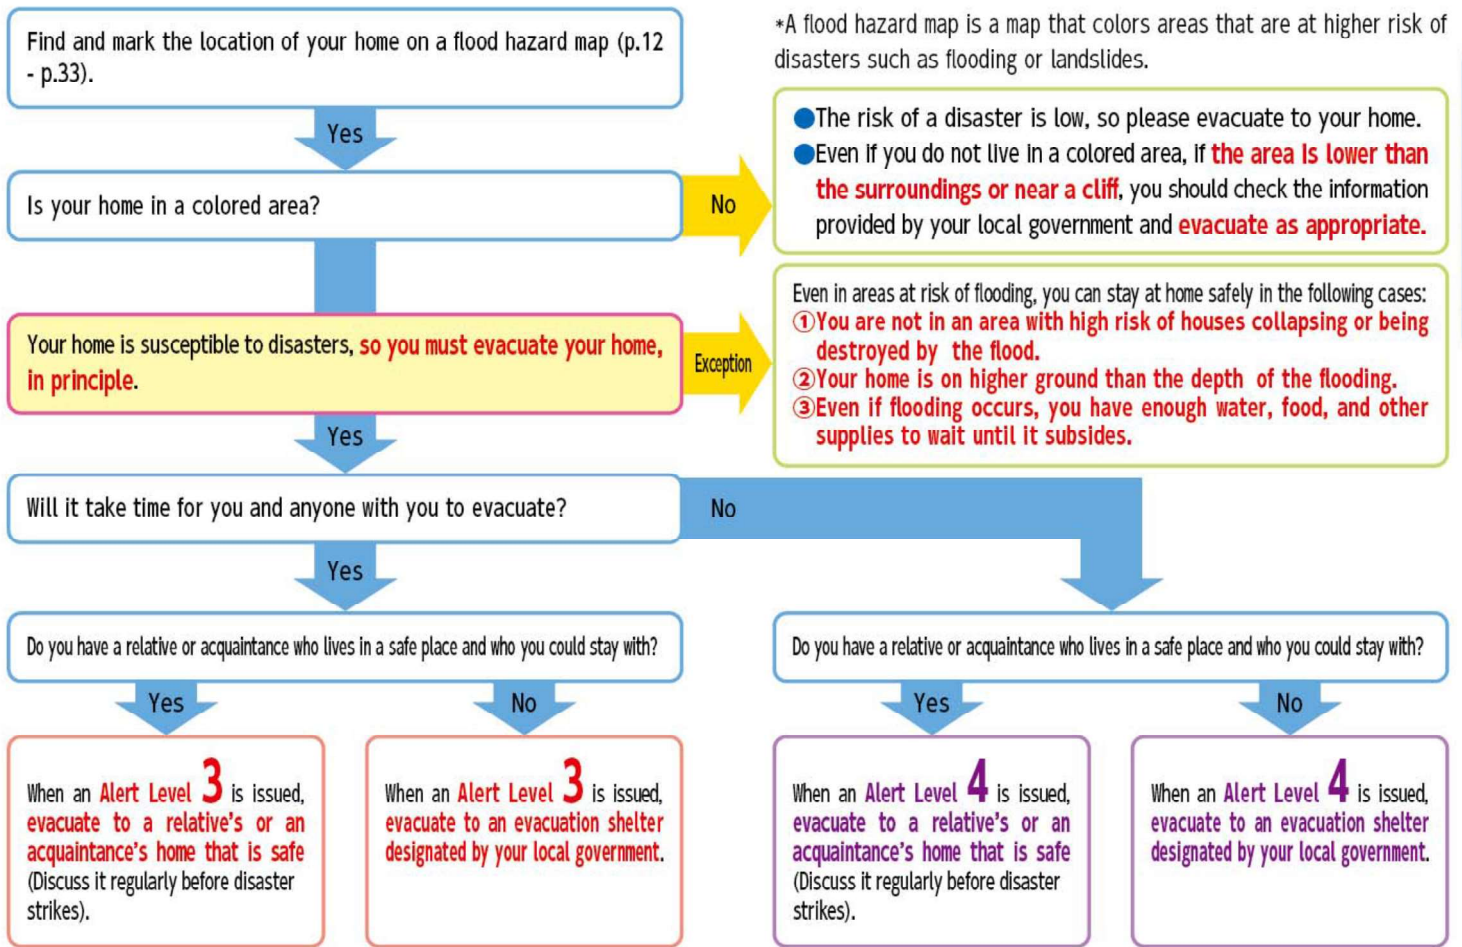 Find and mark the location of your home on a flood hazard map (p.12
- p.33).
*A flood hazard map is a map that colors areas that are at higher risk of
disasters such as flooding or landslides.
Yes
Is your home in a colored area?
No
●The risk of a disaster is low, so please evacuate to your home.
●Even if you do not live in a colored area, if the area is lower than
the surroundings or near a cliff, you should check the information
provided by your local government and evacuate as appropriate.
Your home is susceptible to disasters, so you must evacuate your home,
in principle.
Exception
Even in areas at risk of flooding, you can stay at home safely in the following cases:
①You are not in an area with high risk of houses collapsing or being
destroyed by the flood.
②Your home is on higher ground than the depth of the flooding.
③Even if flooding occurs, you have enough water, food, and other
supplies to wait until it subsides.
Yes
Will it take time for you and anyone with you to evacuate?
No
Yes
Do you have a relative or acquaintance who lives in a safe place and who you could stay with?
Yes
No
When an Alert Level 3 is issued,
evacuate to a relative's or an
acquaintance's home that is safe
(Discuss it regularly before disaster
strikes).
When an Alert Level 3 is issued,
evacuate to an evacuation shelter
designated by your local government.
Do you have a relative or acquaintance who lives in a safe place and who you could stay with?
Yes
No
When an Alert Level 4 is issued,
evacuate to a relative's or an
acquaintance's home that is safe
(Discuss it regularly before disaster
strikes).
When an Alert Level 4 is issued,
evacuate to an evacuation shelter
designated by your local government.